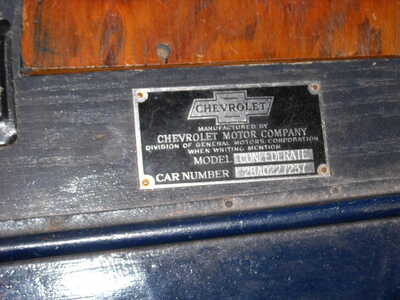 CHEVROLET
MANUFACTURED BY
CHEVROLET MOTOR COMPANY
DIVISION OF GENERAL MOTORS CORPORATION
WHEN WRITING MENTION
MODEL CONFEDERATE
CAR NUMBER